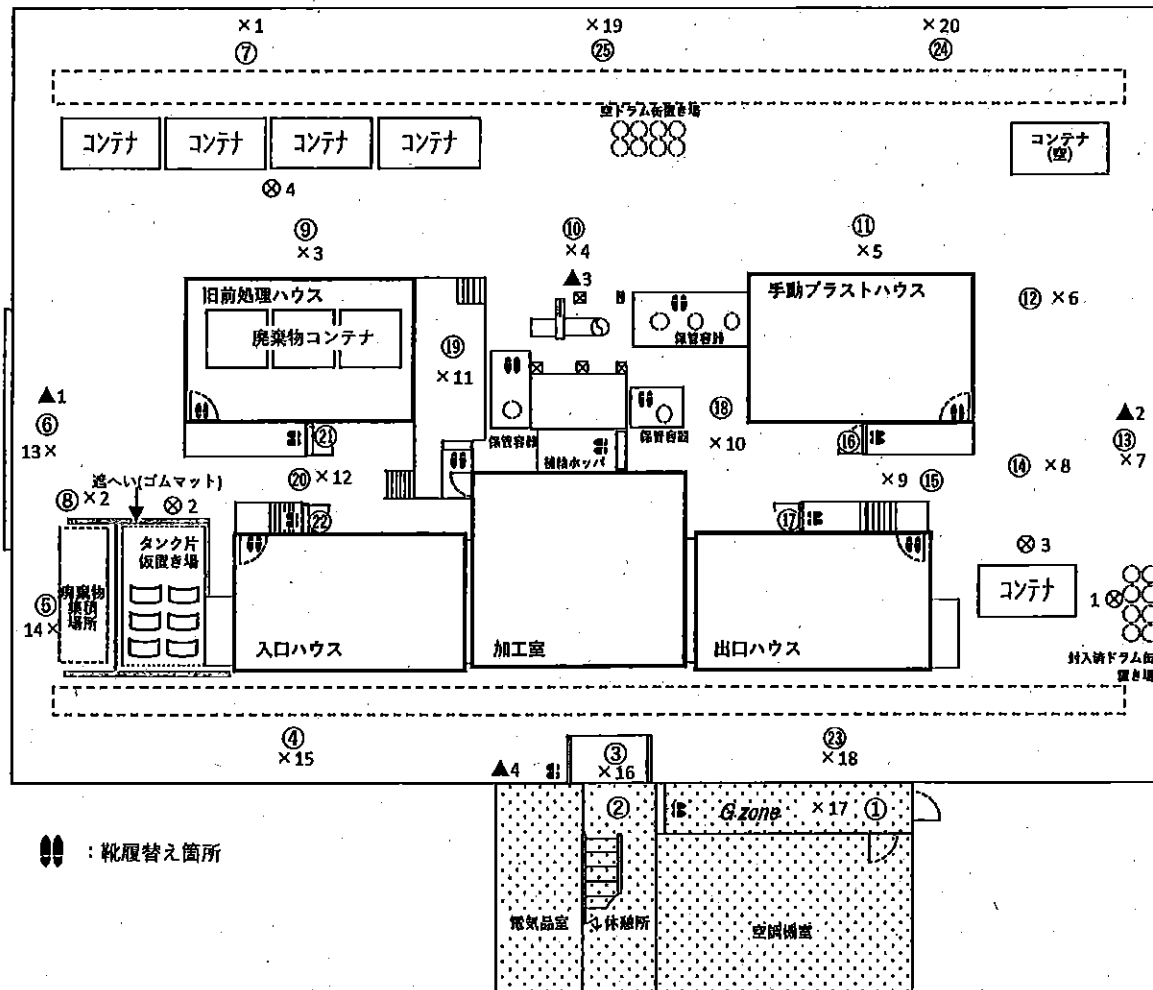 ×1
⑦
×19
㉕
×20
㉔
コンテナ
コンテナ
コンテナ
コンテナ
空ドラム缶置き場
コンテナ
(空)
⊗4
⑨
×3
⑩
×4
▲3
⑪
×5
旧前処理ハウス
廃棄物コンテナ
手動ブラストハウス
⑫ ×6
保管容器
⑲
×11
▲1
⑥
13×
⑱
×10
▲2
⑬
×7
保管容器
保管容器
㉑
⑯
⑭ ×8
⑳ ×12
×9 ⑮
遮へい(ゴムマット)
⑧ ×2
⊗2
㉒
⑰
タンク片
仮置き場
⊗3
廃棄物
集積
場所
⑤
14×
コンテナ
1⊗
入口ハウス
加工室
出口ハウス
封入済ドラム缶
置き場
④
×15
▲4
③
×16
㉓
×18
②
G zone
×17 ①
:靴履替え箇所
電気品室
休憩所
空調機室